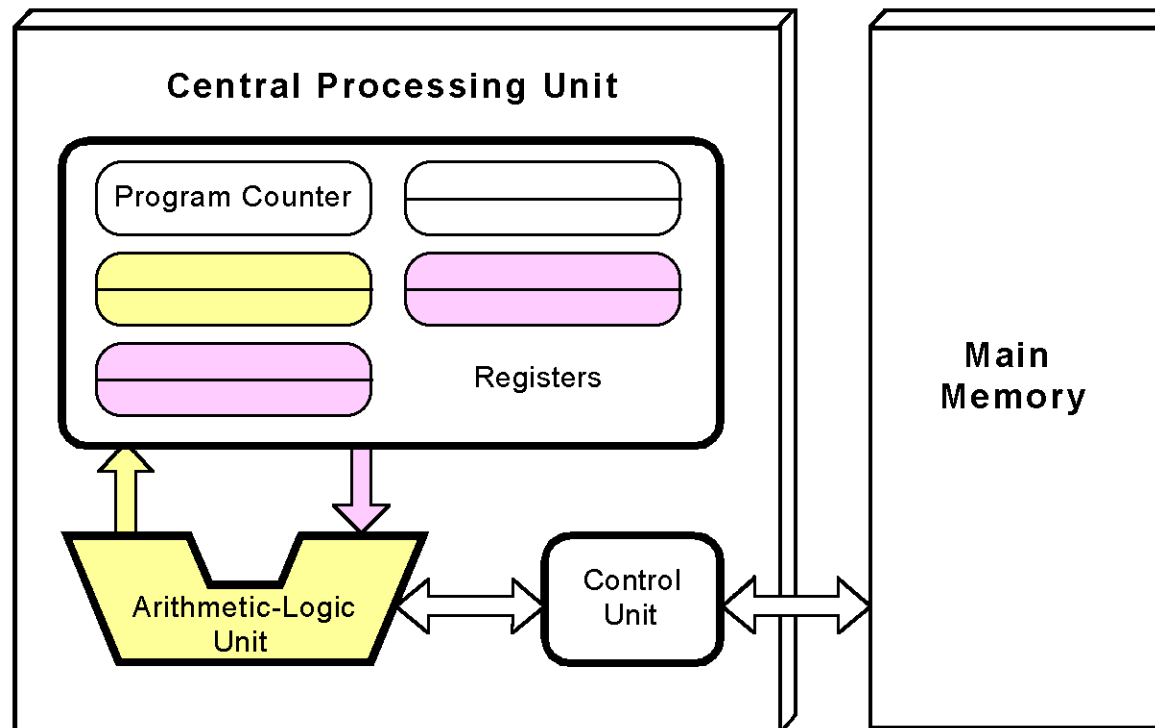 Central Processing Unit
Program Counter
Registers
Main
Memory
Arithmetic-Logic
Unit
Control
Unit